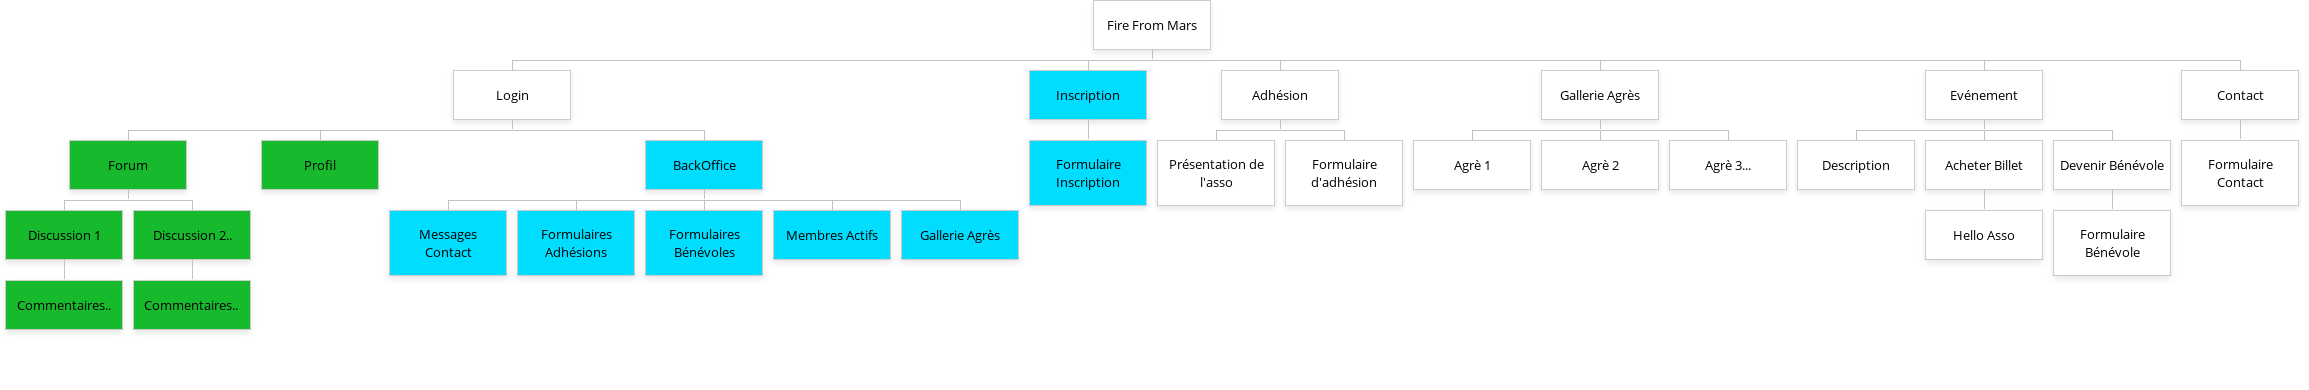 Fire From Mars
Login
Inscription
Adhésion
Gallerie Agrès
Evénement
Contact
Forum
Profil
BackOffice
Formulaire
Inscription
Présentation de
l'asso
Formulaire
d'adhésion
Agrè 1
Agrè 2
Agrè 3...
Description
Acheter Billet
Devenir Bénévole
Formulaire
Contact
Discussion 1
Discussion 2..
Messages
Contact
Formulaires
Adhésions
Formulaires
Bénévoles
Membres Actifs
Gallerie Agrès
Hello Asso
Formulaire
Bénévole
Commentaires..
Commentaires..